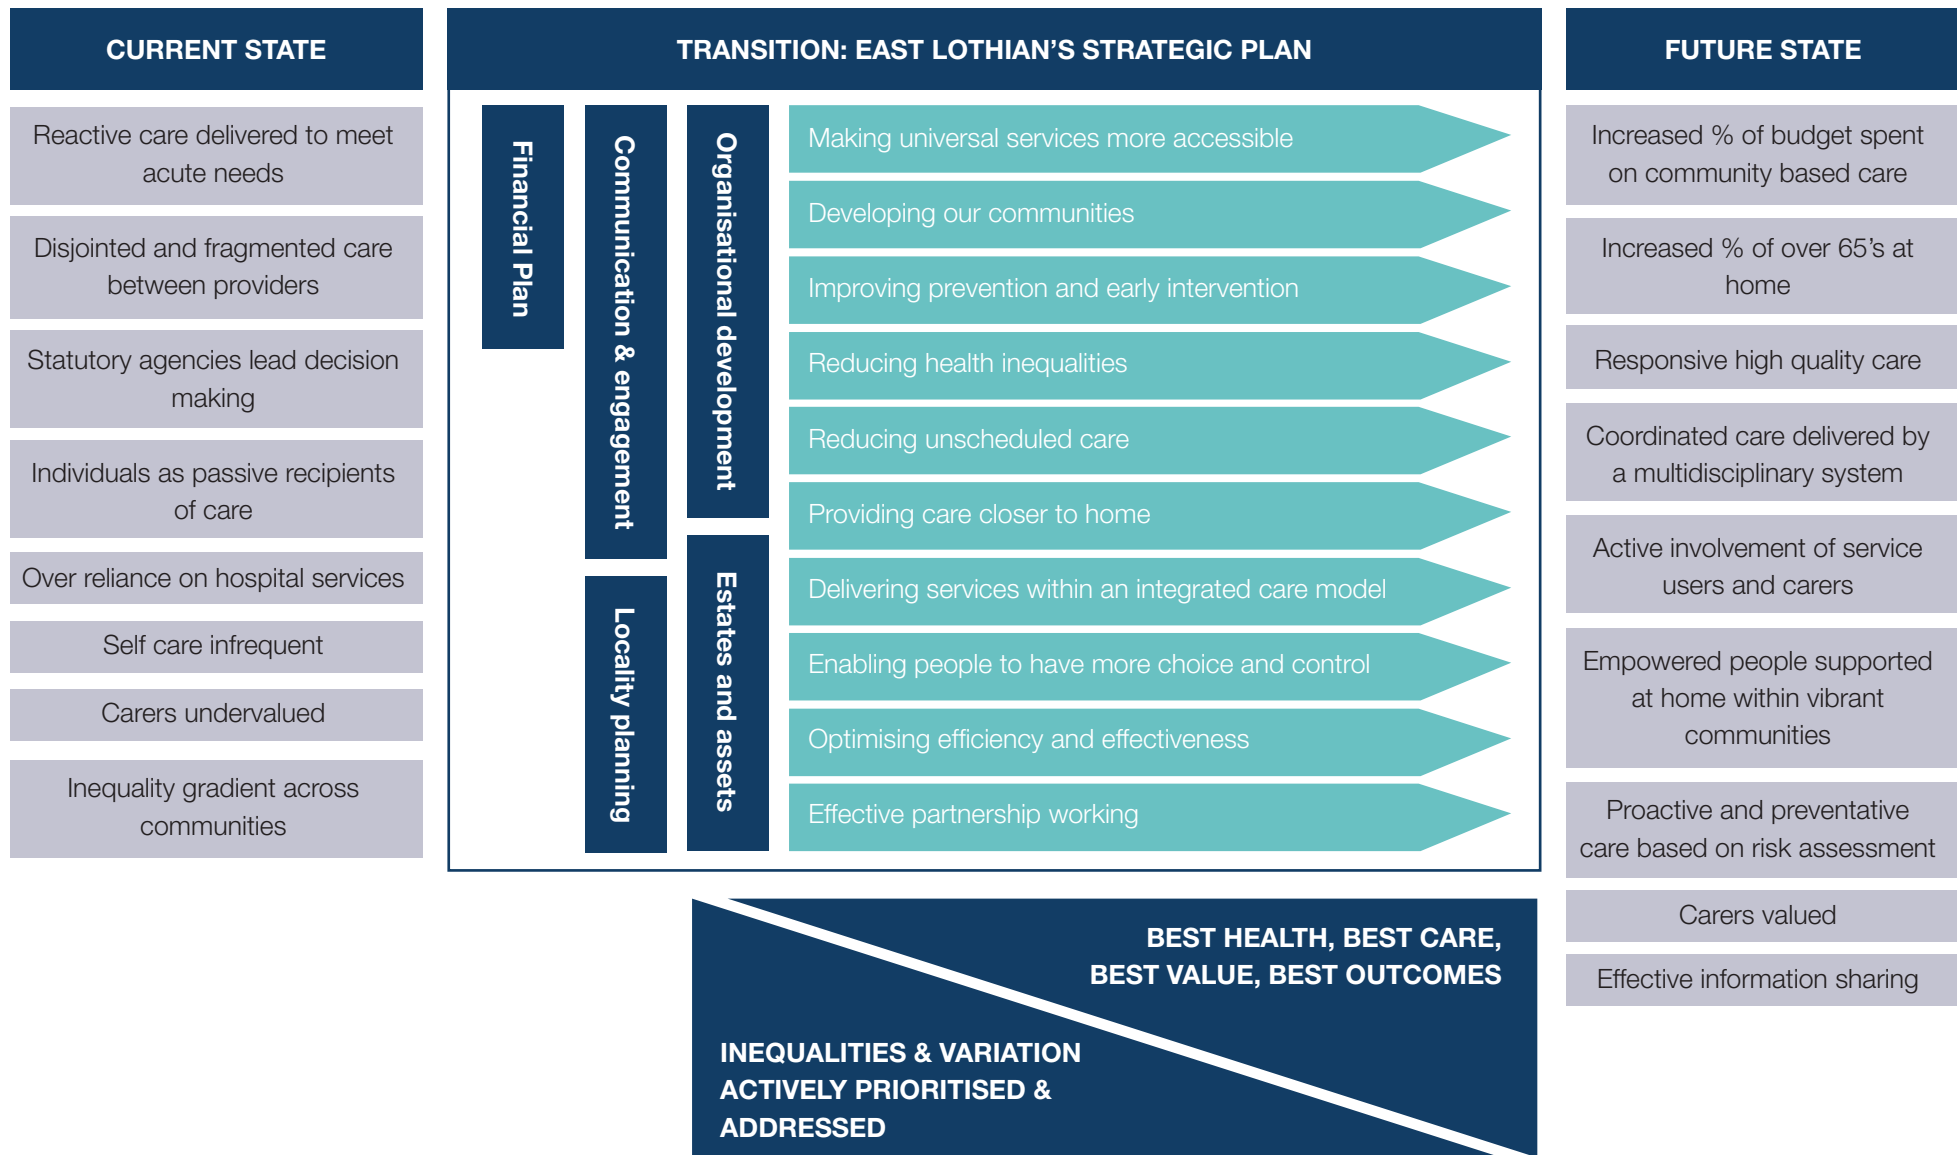 CURRENT STATE
Reactive care delivered to meet
acute needs
Disjointed and fragmented care
between providers
Statutory agencies lead decision
making
Individuals as passive recipients
of care
Over reliance on hospital services
Self care infrequent
Carers undervalued
Inequality gradient across
communities
TRANSITION: EAST LOTHIAN’S STRATEGIC PLAN
Financial Plan
Communication & engagement
Locality planning
Organisational development
Estates and assets
Making universal services more accessible
Developing our communities
Improving prevention and early intervention
Reducing health inequalities
Reducing unscheduled care
Providing care closer to home
Delivering services within an integrated care model
Enabling people to have more choice and control
Optimising efficiency and effectiveness
Effective partnership working
BEST HEALTH, BEST CARE,
BEST VALUE, BEST OUTCOMES
INEQUALITIES & VARIATION
ACTIVELY PRIORITISED &
ADDRESSED
FUTURE STATE
Increased % of budget spent
on community based care
Increased % of over 65’s at
home
Responsive high quality care
Coordinated care delivered by
a multidisciplinary system
Active involvement of service
users and carers
Empowered people supported
at home within vibrant
communities
Proactive and preventative
care based on risk assessment
Carers valued
Effective information sharing